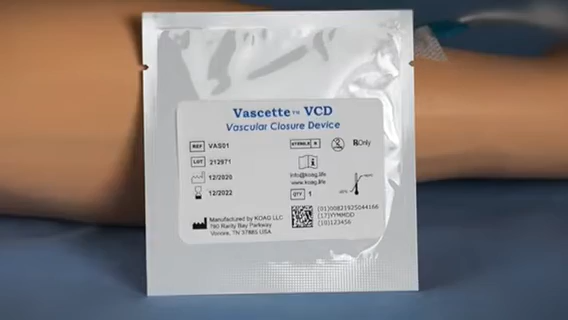 Vascette™ VCD
Vascular Closure Device
REF VAS01
LOT 212971
12/2020
12/2022
STERILE R
RxOnly
info@koag.life
www.koag.life
QTY 1
Manufactured by KOAG LLC
780 Rarity Bay Parkway
Vonore, TN 37885 USA
(01)00821925044166
(17)YYMMDD
(10)123456